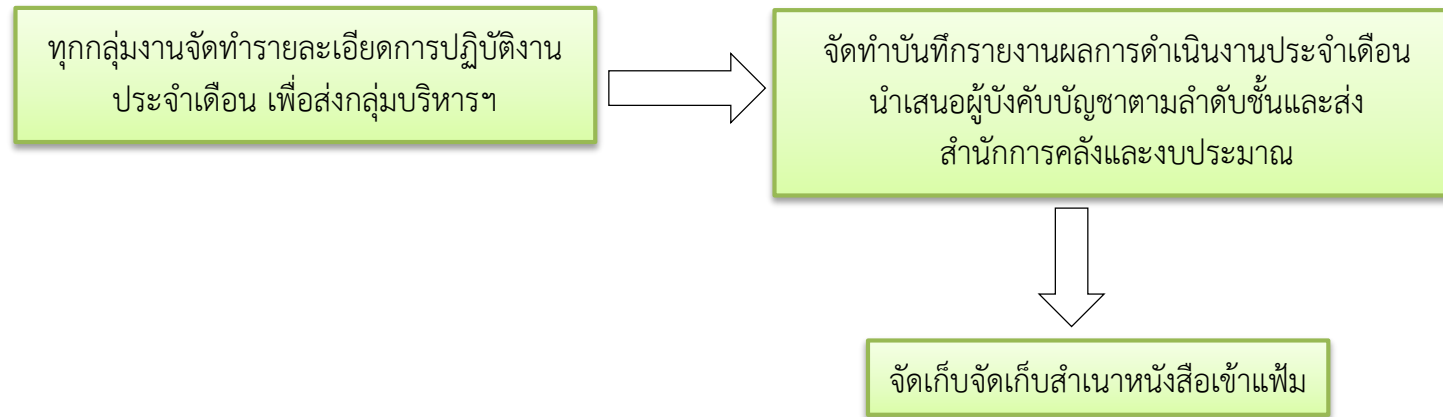 ทุกกลุ่มงานจัดทำรายละเอียดการปฏิบัติงาน
ประจำเดือน เพื่อส่งกลุ่มบริหารฯ
จัดทำบันทึกรายงานผลการดำเนินงานประจำเดือน
นำเสนอผู้บังคับบัญชาตามลำดับชั้นและส่ง
สำนักการคลังและงบประมาณ
จัดเก็บจัดเก็บสำเนาหนังสือเข้าแฟ้ม